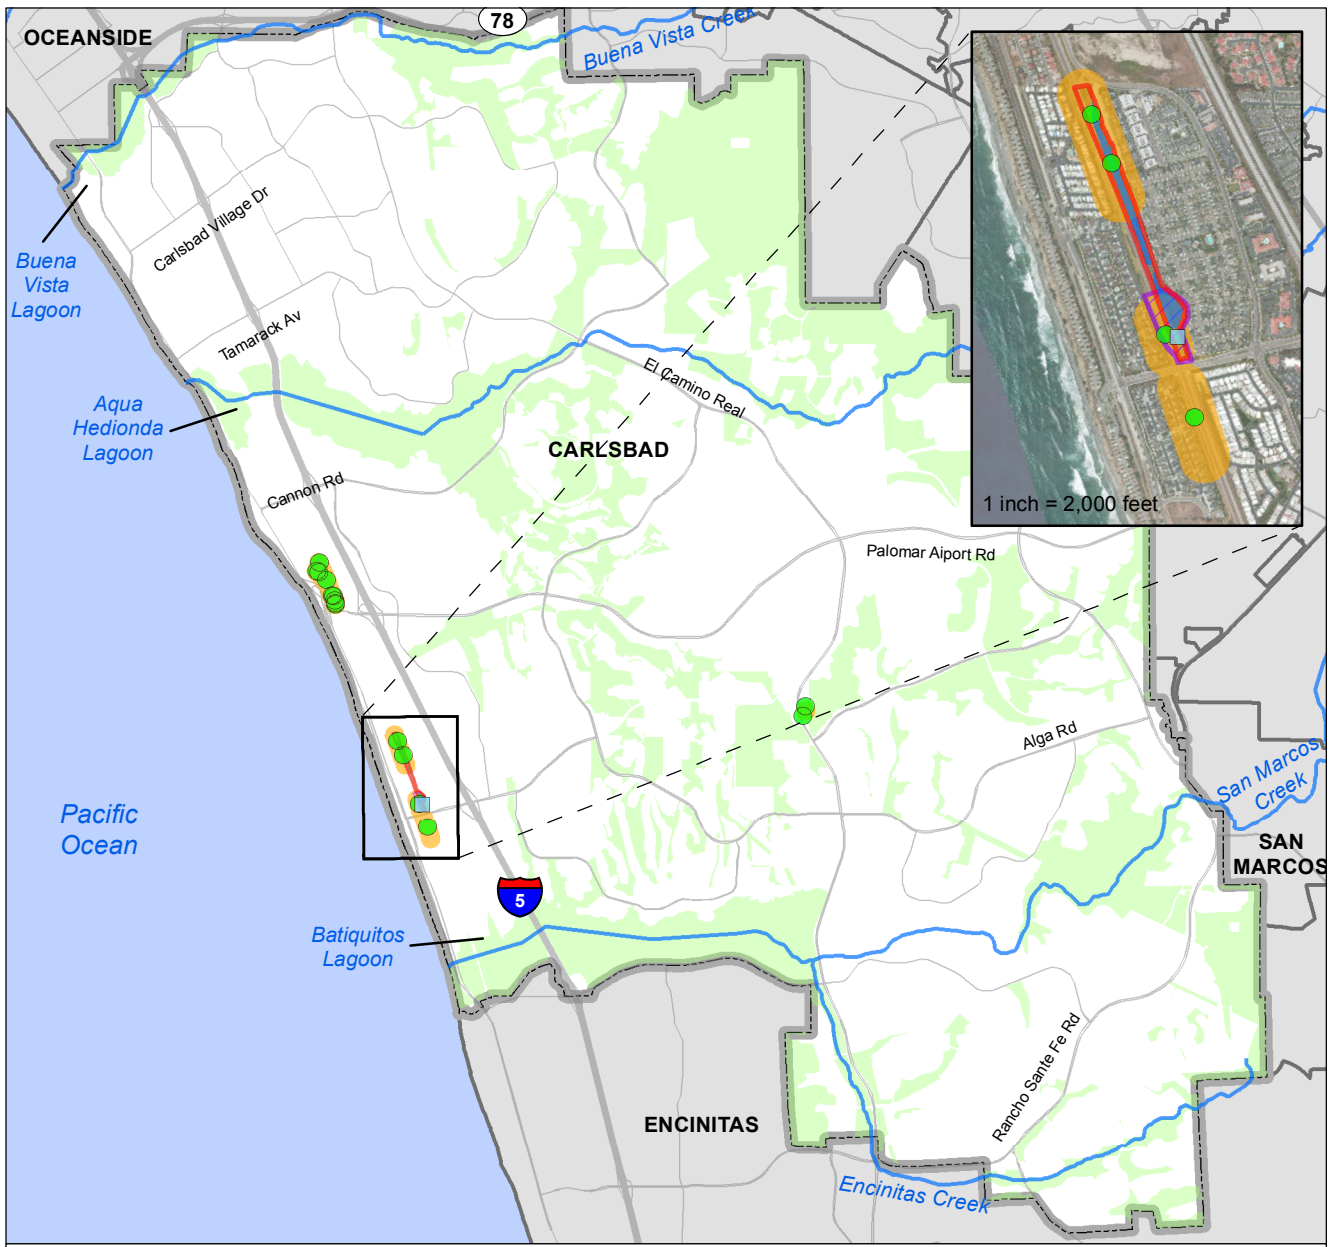 78
OCEANSIDE
Buena Vista Creek
Carlsbad Village Dr
Buena
Vista
Lagoon
Tamarack Av
El Camino Real
Aqua
Hedionda
Lagoon
CARLSBAD
Cannon Rd
1 inch = 2,000 feet
Palomar Aiport Rd
Alga Rd
San Marcos
Creek
Pacific
Ocean
SAN
MARCOS
5
Batiquitos
Lagoon
Rancho Sante Fe Rd
ENCINITAS
Encinitas Creek